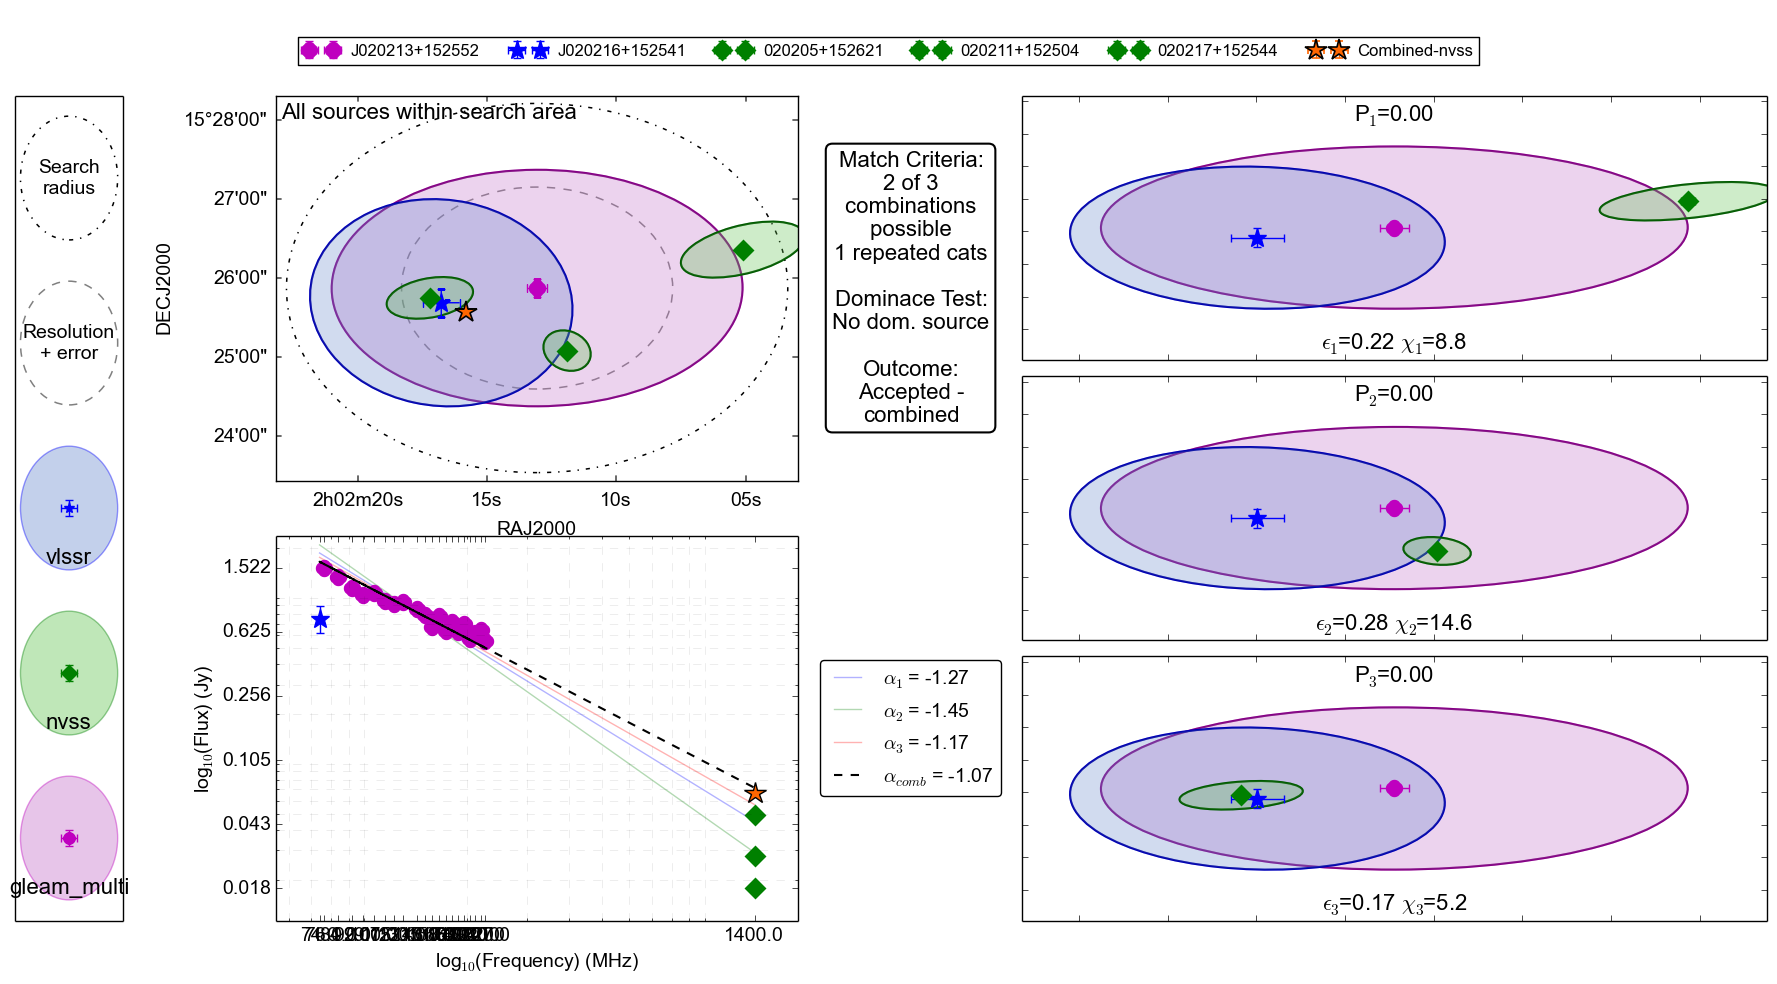 J020213+152552 J020216+152541 020205+152621 020211+152504 020217+152544 Combined-nvss
Search
radius
Resolution
+ error
vlssr
nvss
gleam_multi
All sources within search area
DECJ2000
15°28'00"
27'00"
26'00"
25'00"
24'00"
2h02m20s 15s 10s 05s
RAJ2000
Match Criteria:
2 of 3
combinations
possible
1 repeated cats
Dominace Test:
No dom. source
Outcome:
Accepted -
combined
log10(Flux) (Jy)
1.522
0.625
0.256
0.105
0.043
0.018
1400.0
log10(Frequency) (MHz)
α1 = -1.27
α2 = -1.45
α3 = -1.17
αcomb = -1.07
P1=0.00
ϵ1=0.22 χ1=8.8
P2=0.00
ϵ2=0.28 χ2=14.6
P3=0.00
ϵ3=0.17 χ3=5.2